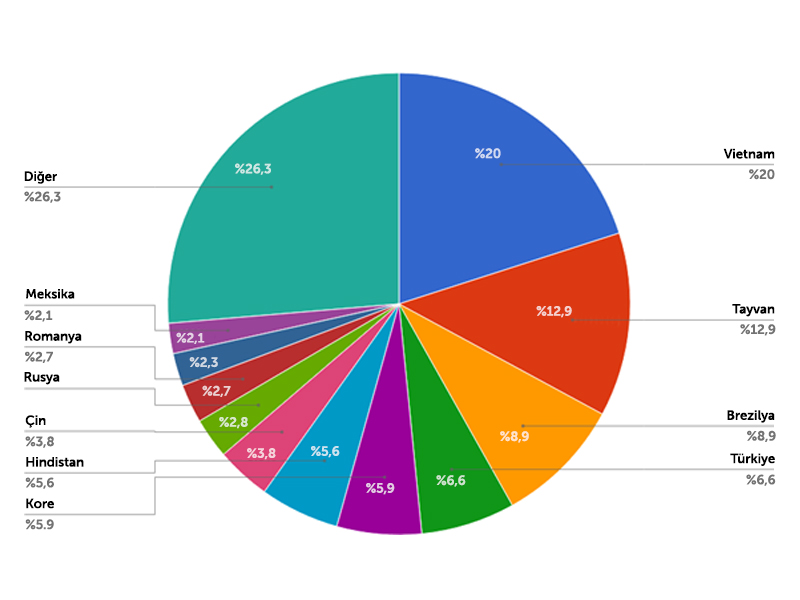 Vietnam
%20
Tayvan
%12,9
Brezilya
%8,9
Türkiye
%6,6
Kore
%5.9
Hindistan
%5,6
Çin
%3,8
Rusya
Romanya
%2,7
Meksika
%2,1
Diğer
%26,3
%20
%12,9
%8,9
%6,6
%5,9
%5,6
%3,8
%2,8
%2,7
%2,3
%2,1
%26,3